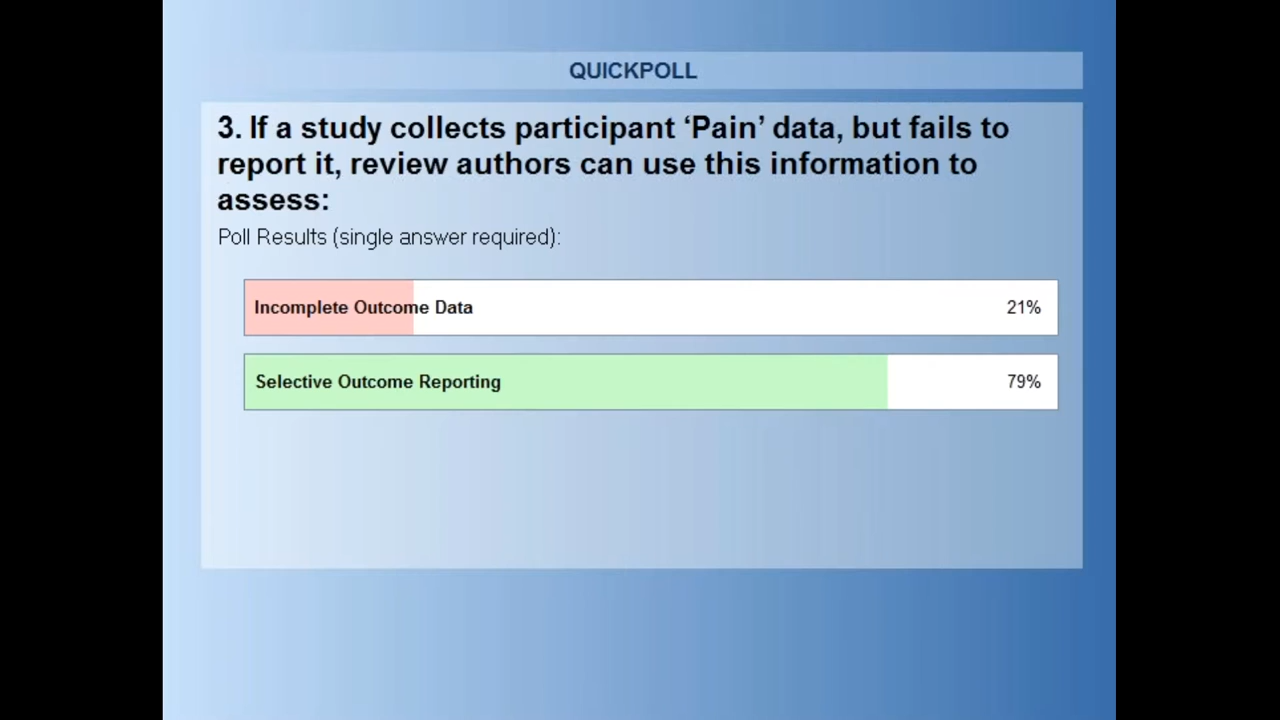 QUICKPOLL
3. If a study collects participant ‘Pain’ data, but fails to
report it, review authors can use this information to
assess:
Poll Results (single answer required):
Incomplete Outcome Data 21%
Selective Outcome Reporting 79%